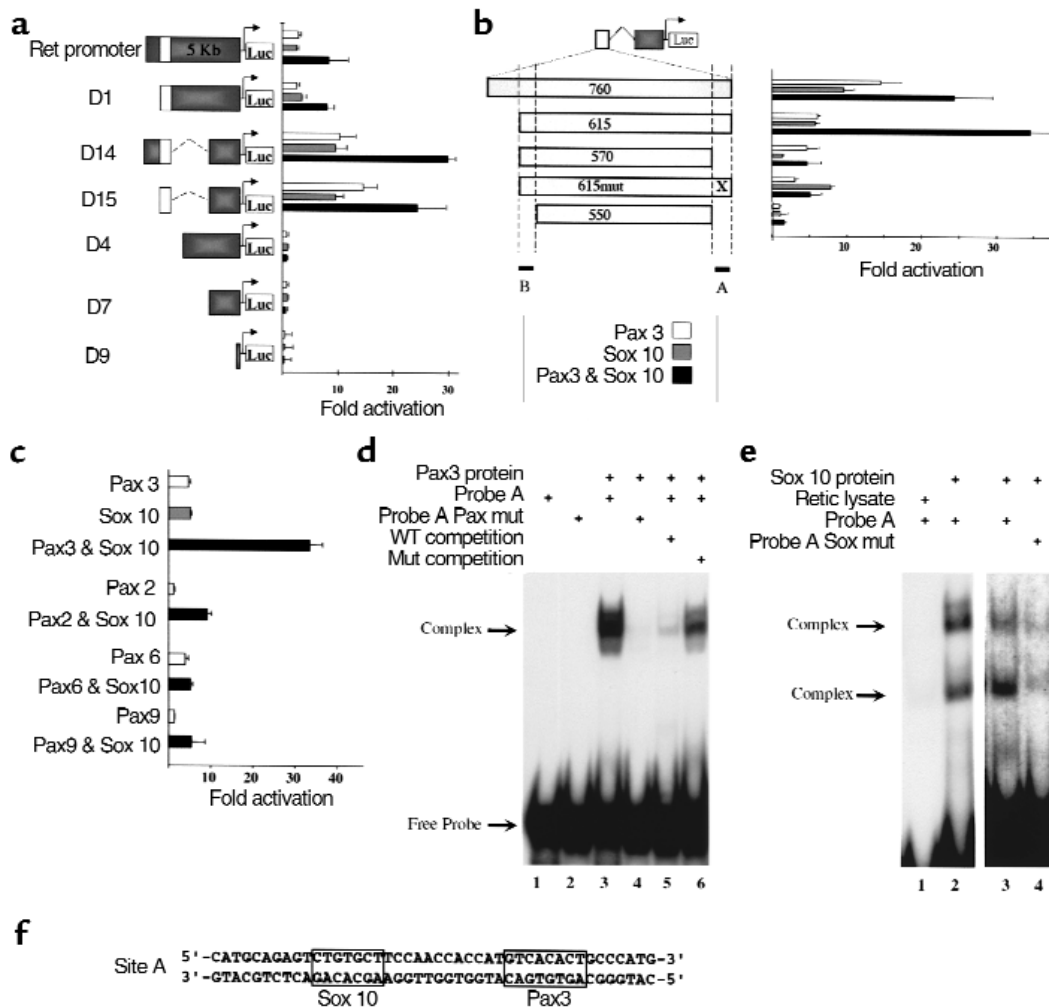 a
Ret promoter
5 Kb
Luc
D1
Luc
D14
Luc
D15
Luc
D4
Luc
D7
Luc
D9
Luc
10
20
30
Fold activation
b
Luc
760
615
570
615mut
X
550
B
A
10
20
30
Fold activation
Pax 3
Sox 10
Pax3 & Sox 10
c
Pax 3
Sox 10
Pax3 & Sox 10
Pax 2
Pax2 & Sox 10
Pax 6
Pax6 & Sox10
Pax9
Pax9 & Sox 10
10 20 30 40
Fold activation
d
Pax3 protein + + + +
Probe A + + + +
Probe A Pax mut + +
WT competition +
Mut competition +
Complex
Free Probe
1 2 3 4 5 6
e
Sox 10 protein + + +
Retic lysate +
Probe A + + +
Probe A Sox mut +
Complex
Complex
1 2 3 4
f
Site A
5'-CATGCAGAGTCTGTGCTTCCAACCACCATGTCACACTGCCCATG-3'
3'-GTACGTCTCAGACACGAAGGTTGGTGGTACAGTGTGACGGGTAC-5'
Sox 10 Pax3